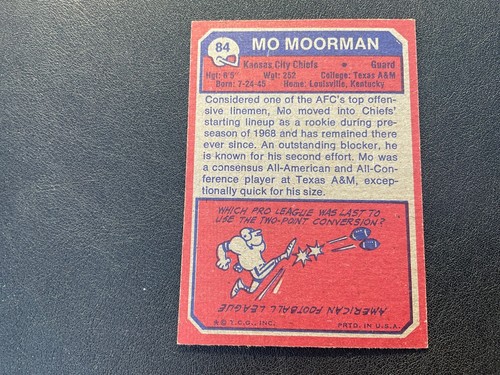 84
MO MOORMAN
Kansas City Chiefs ★ Guard
Hgt: 6'5" Wgt: 252 College: Texas A&M
Born: 7-24-45 Home: Louisville, Kentucky
Considered one of the AFC's top offen-
sive linemen, Mo moved into Chiefs'
starting lineup as a rookie during pre-
season of 1968 and has remained there
ever since. An outstanding blocker, he
is known for his second effort. Mo was
a consensus All-American and All-Con-
ference player at Texas A&M, excep-
tionally quick for his size.
WHICH PRO LEAGUE WAS LAST TO
USE THE TWO-POINT CONVERSION?
AMERICAN FOOTBALL LEAGUE
© T.C.G., INC. PRTD. IN U.S.A.